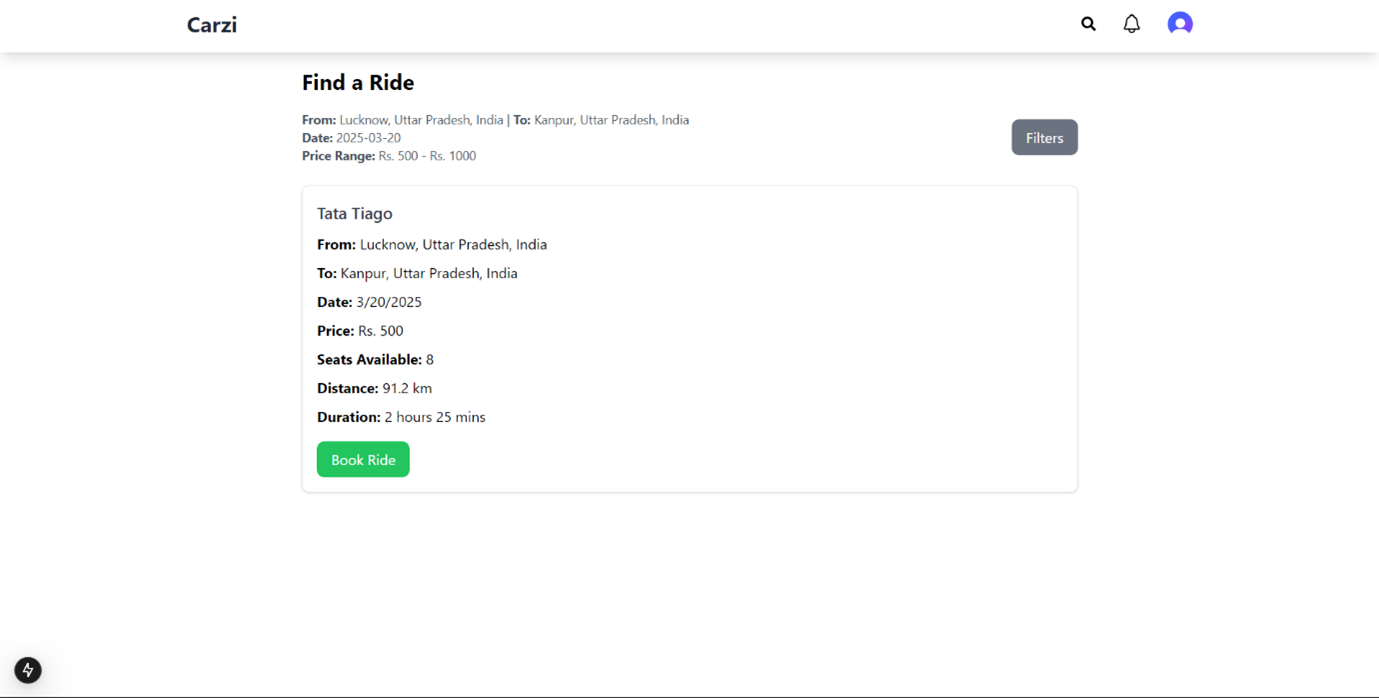 Carzi
Find a Ride
From: Lucknow, Uttar Pradesh, India | To: Kanpur, Uttar Pradesh, India
Date: 2025-03-20
Price Range: Rs. 500 - Rs. 1000
Filters
Tata Tiago
From: Lucknow, Uttar Pradesh, India
To: Kanpur, Uttar Pradesh, India
Date: 3/20/2025
Price: Rs. 500
Seats Available: 8
Distance: 91.2 km
Duration: 2 hours 25 mins
Book Ride